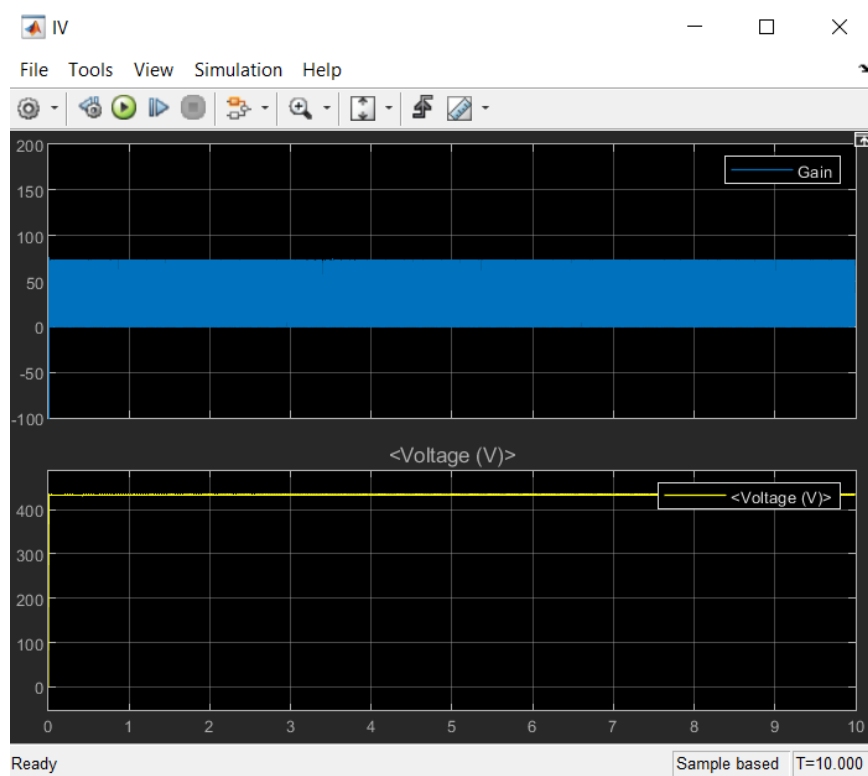 IV
File Tools View Simulation Help
200
Gain
150
100
50
0
-50
-100
<Voltage (V)>
<Voltage (V)>
400
300
200
100
0
0 1 2 3 4 5 6 7 8 9 10
Ready Sample based T=10.000